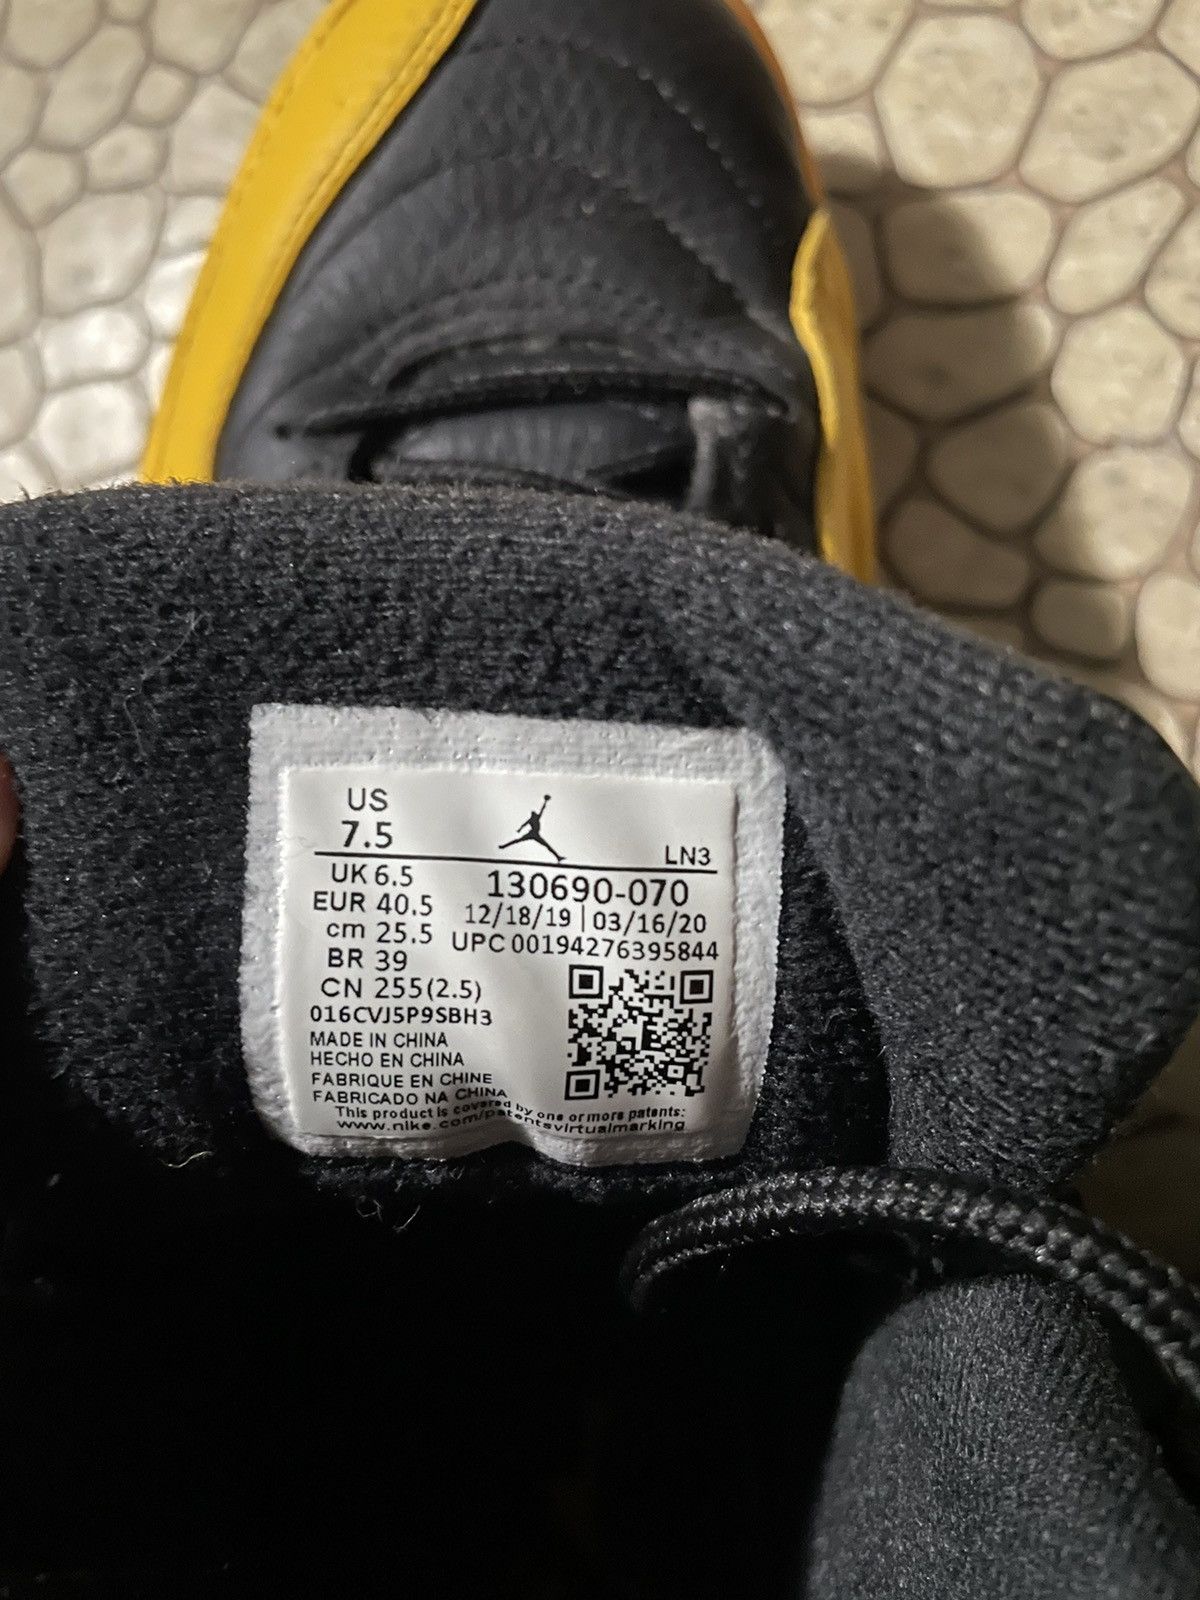 US
7.5
LN3
UK 6.5
130690-070
EUR 40.5
12/18/19 | 03/16/20
cm 25.5
UPC 00194276395844
BR 39
CN 255(2.5)
016CVJ5P9SBH3
MADE IN CHINA
HECHO EN CHINA
FABRIQUE EN CHINE
FABRICADO NA CHINA
This product is covered by one or more patents:
www.nike.com/patentsvirtualmarking